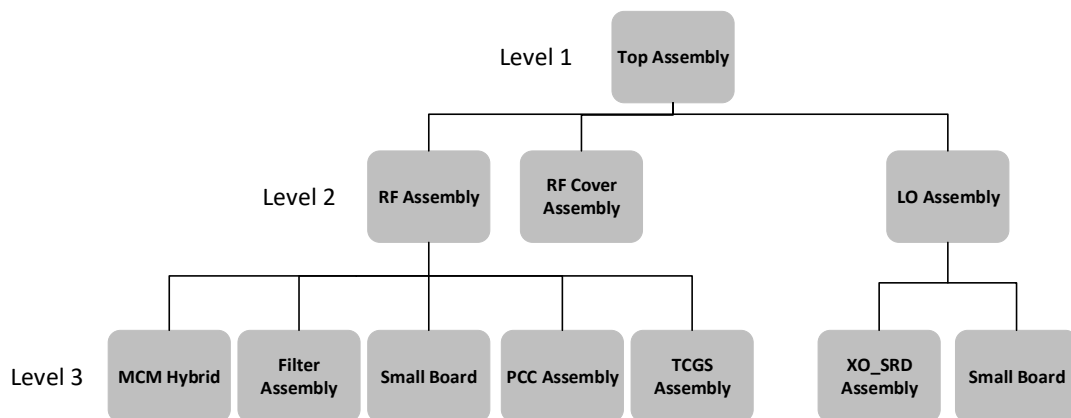 Level 1
Top Assembly
Level 2
RF Assembly
RF Cover
Assembly
LO Assembly
Level 3
MCM Hybrid
Filter
Assembly
Small Board
PCC Assembly
TCGS
Assembly
XO_SRD
Assembly
Small Board